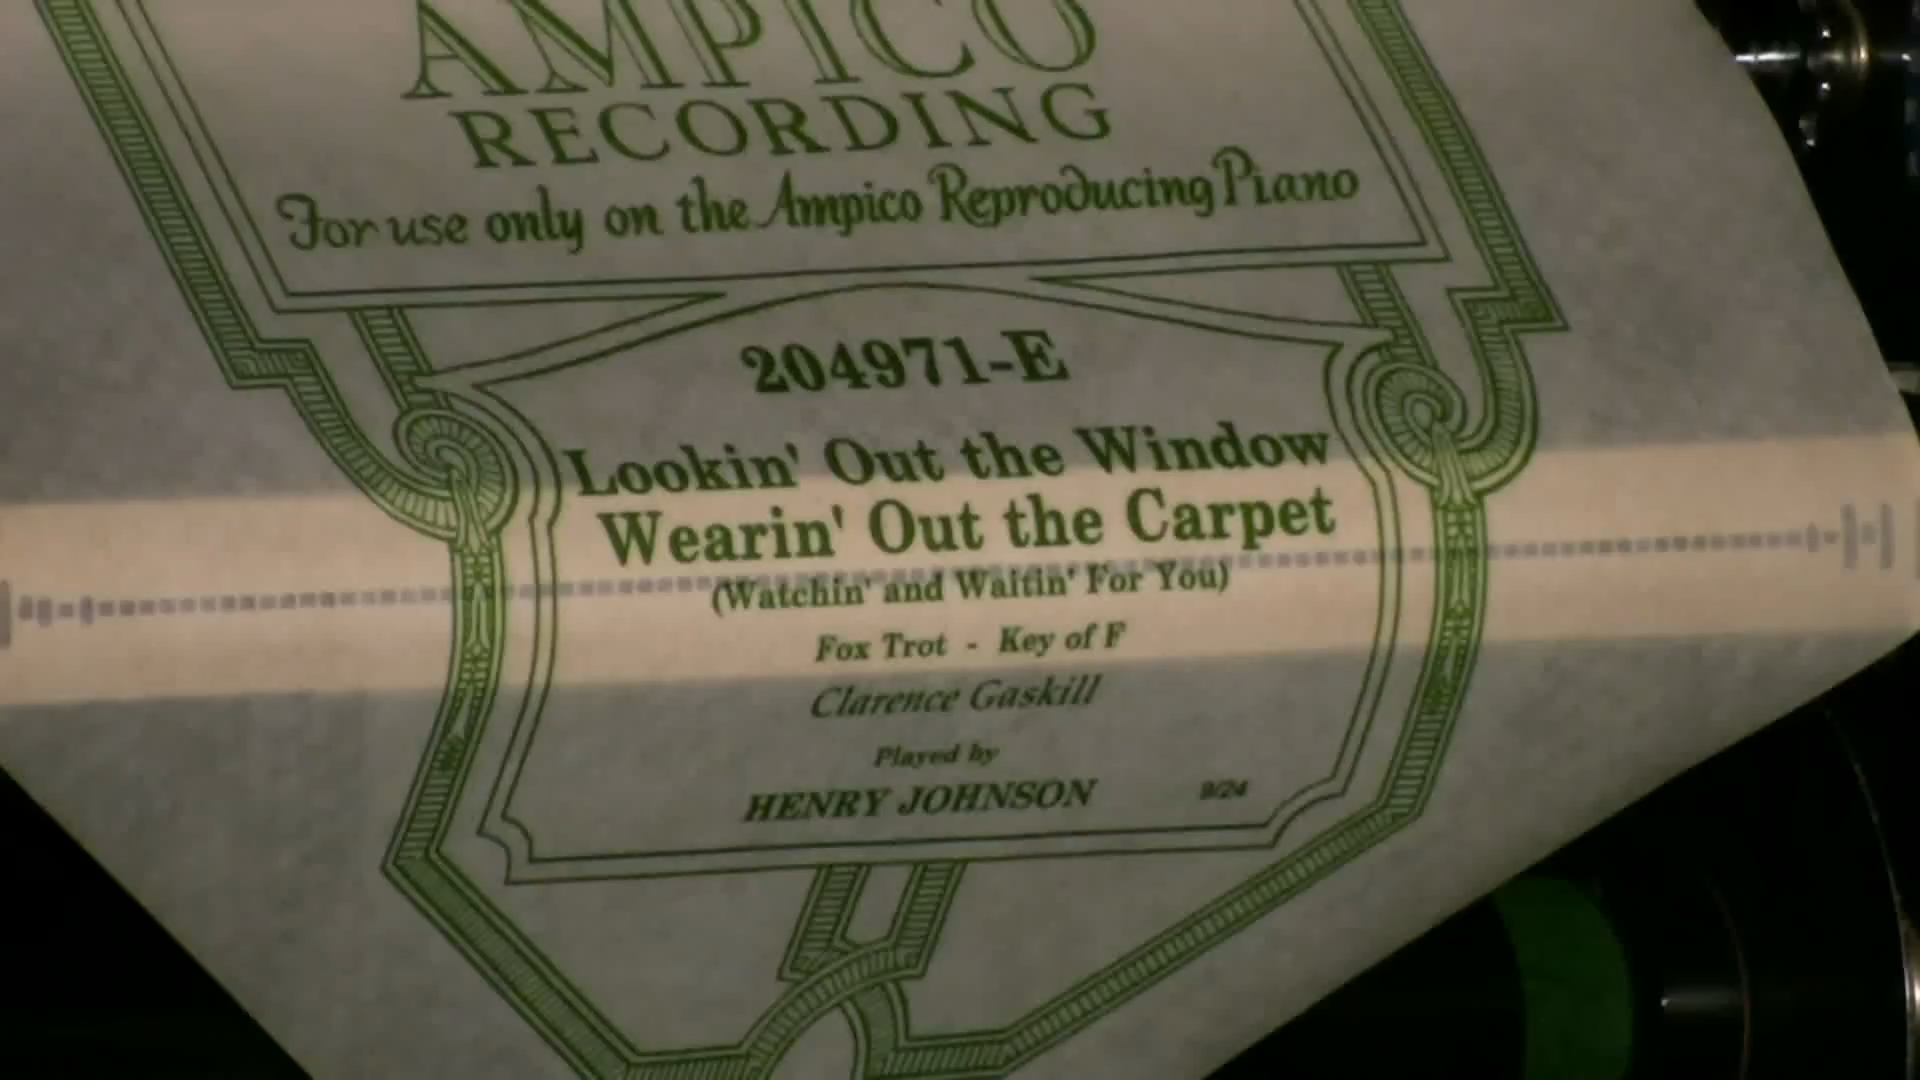 AMPICO
RECORDING
For use only on the Ampico Reproducing Piano
204971-E
Lookin' Out the Window
Wearin' Out the Carpet
(Watchin' and Waitin' For You)
Fox Trot - Key of F
Clarence Gaskill
Played by
HENRY JOHNSON 9/24